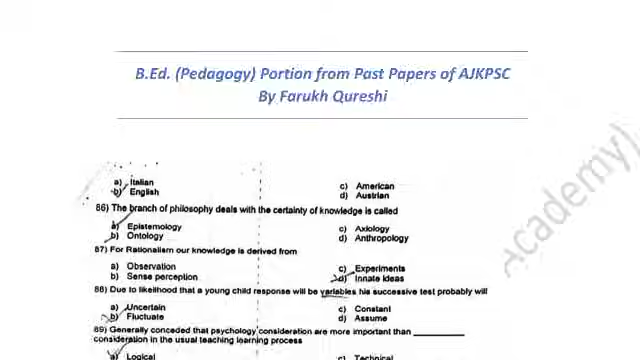 B.Ed. (Pedagogy) Portion from Past Papers of AJKPSC
By Farukh Qureshi
Academy)
a) Italian
b) English
c) American
d) Austrian
86) The branch of philosophy deals with the certainty of knowledge is called
a) Epistemology
b) Ontology
c) Axiology
d) Anthropology
87) For Rationalism our knowledge is derived from
a) Observation
b) Sense perception
c) Experiments
d) Innate ideas
88) Due to likelihood that a young child response will be variables his successive test probably will
a) Uncertain
b) Fluctuate
c) Constant
d) Assume
89) Generally conceded that psychology consideration are more important than
consideration in the usual teaching learning process
a) Logical
c) Technical